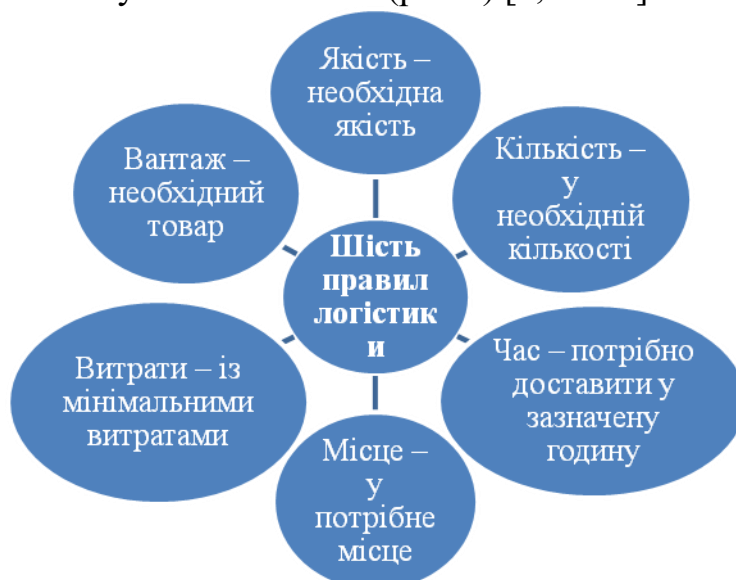 Якість –
необхідна
якість
Кількість –
у
необхідній
кількості
Час – потрібно
доставити у
зазначену
годину
Місце –
у
потрібне
місце
Витрати – із
мінімальними
витратами
Вантаж –
необхідний
товар
Шість
правил
логістик
и